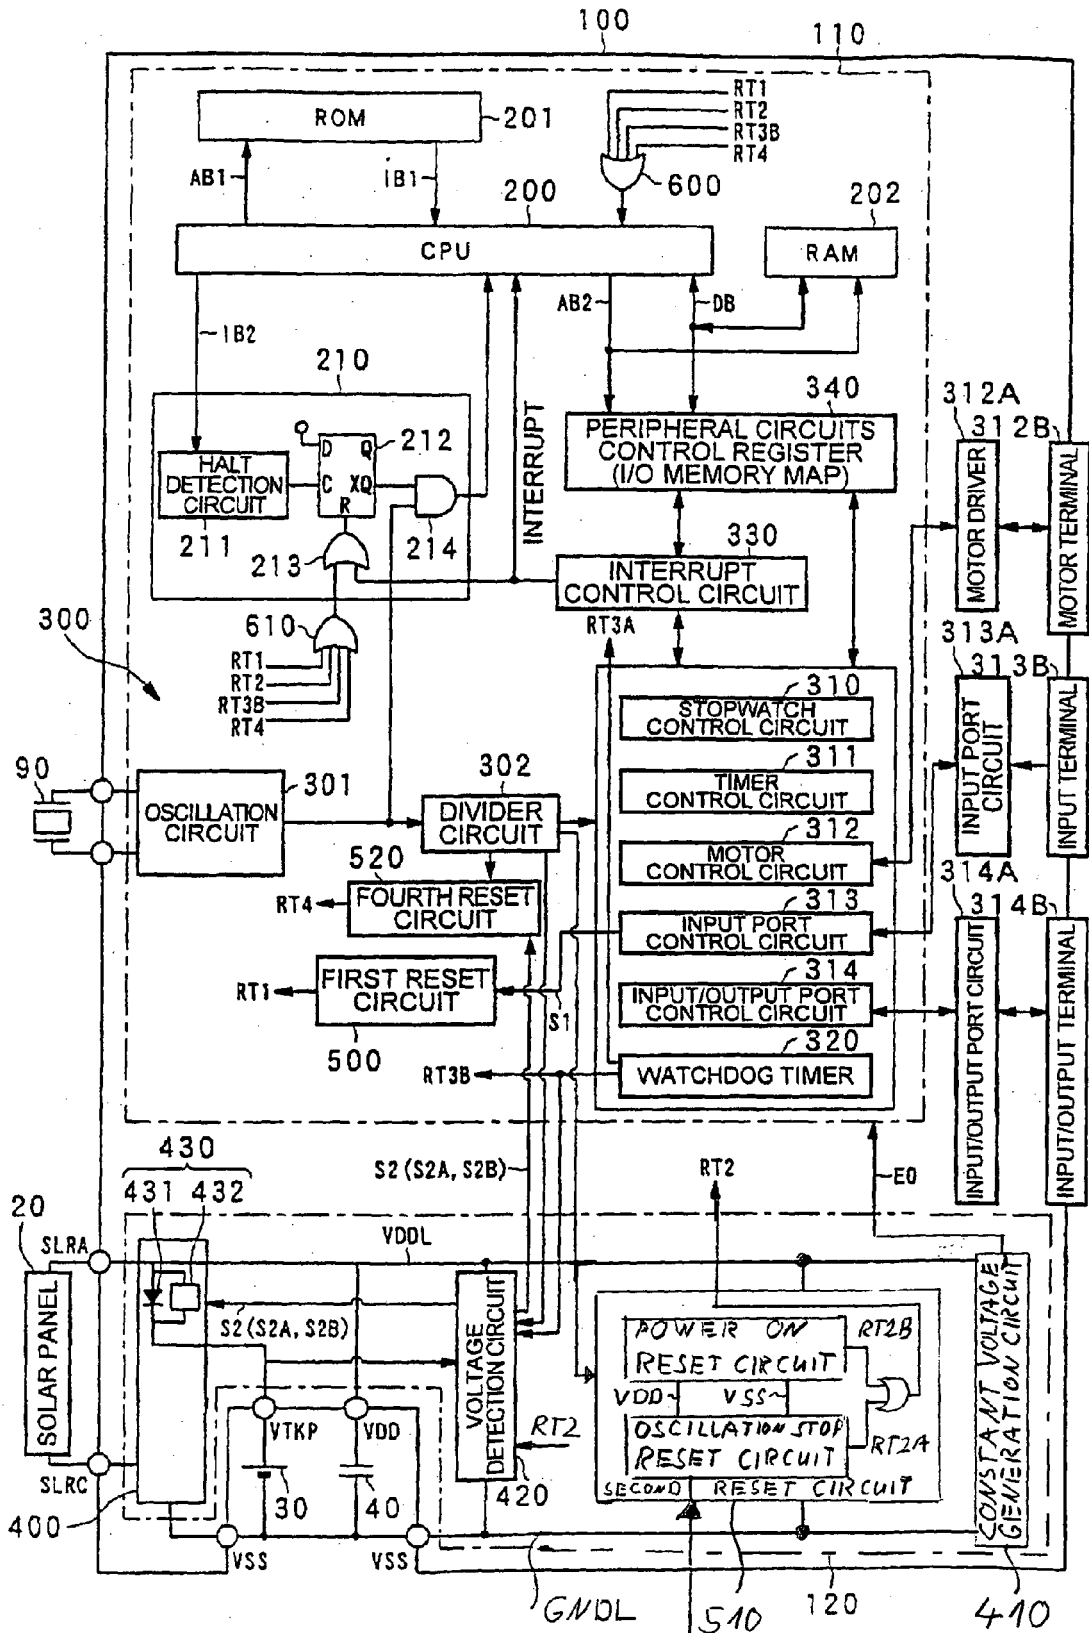 100
110
ROM
201
RT1
RT2
RT3B
RT4
AB1
iB1
600
200
202
CPU
RAM
AB2
DB
IB2
210
340
312A
312B
PERIPHERAL CIRCUITS
CONTROL REGISTER
(I/O MEMORY MAP)
MOTOR DRIVER
MOTOR TERMINAL
HALT
DETECTION
CIRCUIT
D Q
212
C XQ
R
211
213
214
INTERRUPT
330
INTERRUPT
CONTROL CIRCUIT
300
610
RT3A
313A
313B
RT1
RT2
RT3B
RT4
310
STOPWATCH
CONTROL CIRCUIT
INPUT PORT
CIRCUIT
INPUT TERMINAL
90
301
302
311
OSCILLATION
CIRCUIT
DIVIDER
CIRCUIT
TIMER
CONTROL CIRCUIT
312
MOTOR
CONTROL CIRCUIT
520
314A
314B
RT4
FOURTH RESET
CIRCUIT
313
INPUT PORT
CONTROL CIRCUIT
RT1
FIRST RESET
CIRCUIT
S1
314
INPUT/OUTPUT PORT
CONTROL CIRCUIT
INPUT/OUTPUT PORT CIRCUIT
INPUT/OUTPUT TERMINAL
500
320
RT3B
WATCHDOG TIMER
430
S2 (S2A, S2B)
RT2
E0
431 432
20
SLRA
VDDL
SOLAR PANEL
S2 (S2A, S2B)
VOLTAGE
DETECTION CIRCUIT
POWER ON
RESET CIRCUIT
RT2B
CONSTANT VOLTAGE
GENERATION CIRCUIT
VDD
VSS
VTKP
VDD
RT2
OSCILLATION STOP
RESET CIRCUIT
RT2A
SLRC
30
40
420
SECOND RESET CIRCUIT
400
VSS
VSS
GNDL
510
120
410